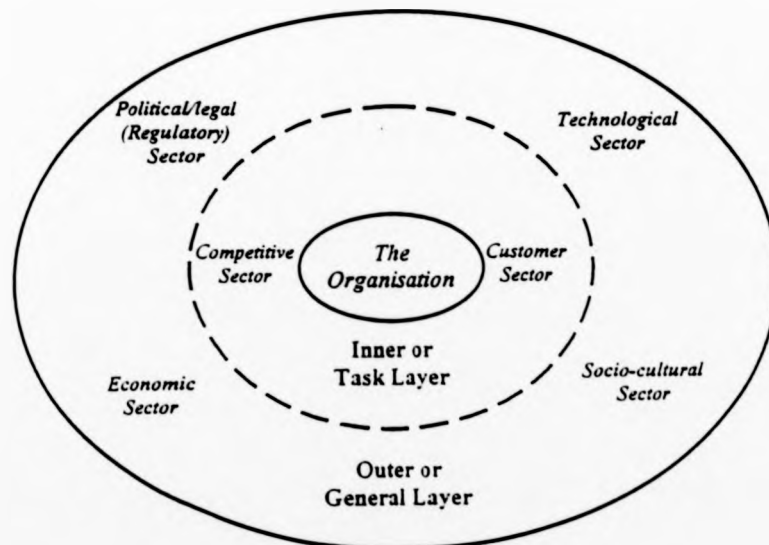 Political/legal
(Regulatory)
Sector
Technological
Sector
Competitive
Sector
The
Organisation
Customer
Sector
Inner or
Task Layer
Economic
Sector
Socio-cultural
Sector
Outer or
General Layer